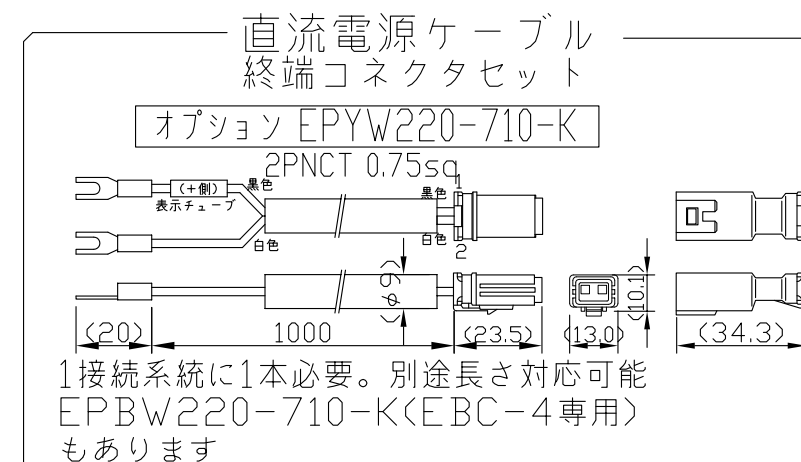 直流電源ケーブル
終端コネクタセット
オプション EPYW220-710-K
2PNCT 0.75sq
(+側)
黒色
表示チューブ
白色
黒色
1
白色
2
(φ9)
(10.1)
(20)
1000
(23.5)
(13.0)
(34.3)
1接続系統に1本必要。別途長さ対応可能
EPBW220-710-K(EBC-4専用)
もあります